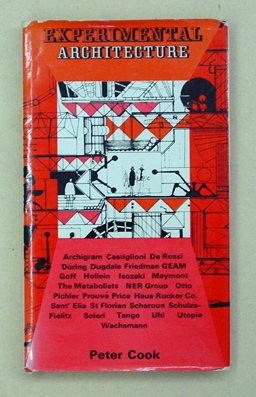 EXPERIMENTAL
ARCHITECTURE
Archigram Castiglioni De Rossi
Döring Dugdale Friedman GEAM
Goff Hollein Isozaki Maymont
The Metabolists NER Group Otto
Pichler Prouvé Price Haus Rucker Co.
Sant' Elia St Florian Scharoun Schulze-
Fielitz Soleri Tange Uhl Utopie
Wachsmann
Peter Cook